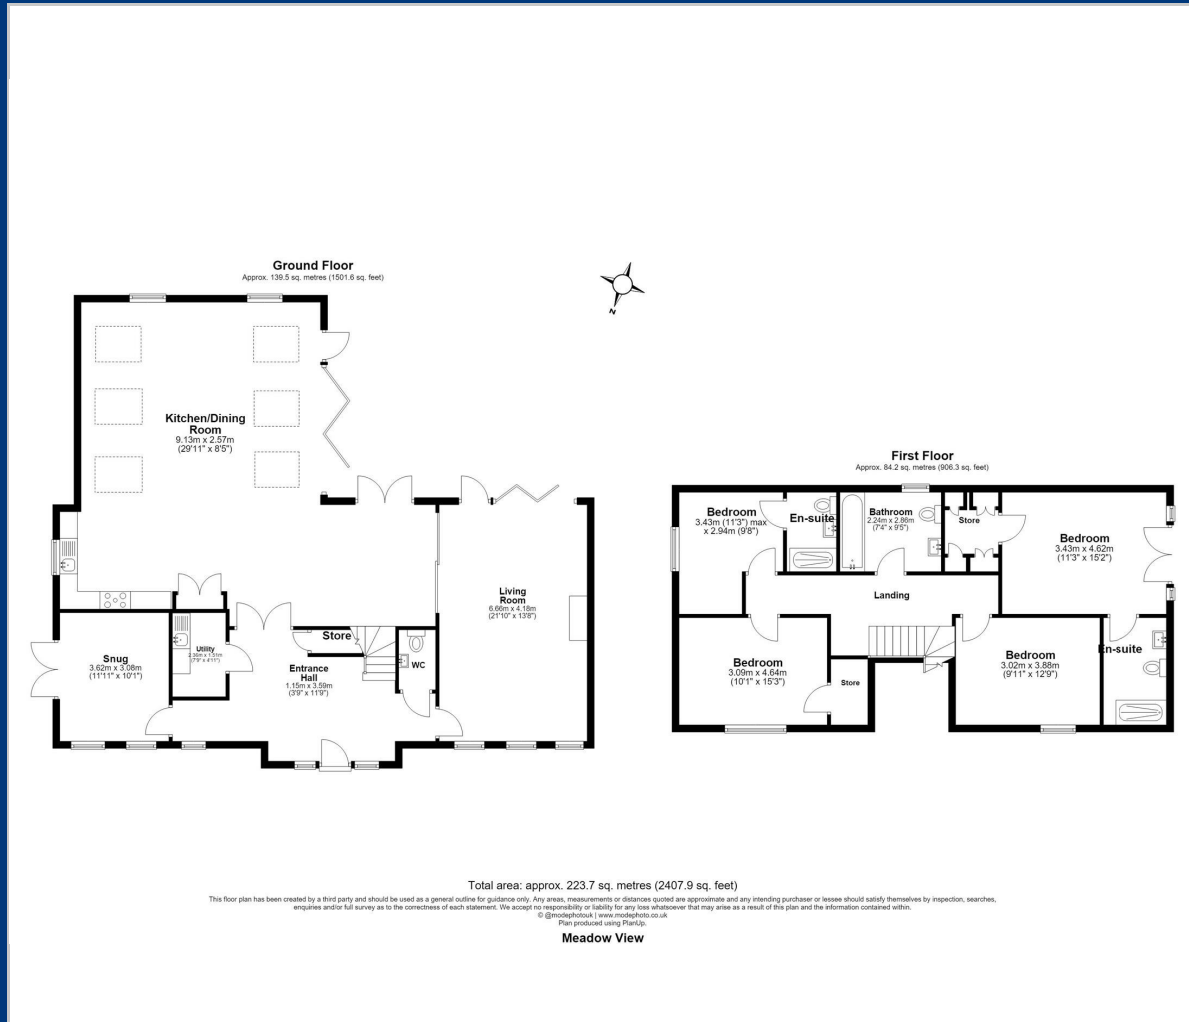 Ground Floor
Approx. 139.5 sq. metres (1501.6 sq. feet)
N
Kitchen/Dining
Room
9.13m x 2.57m
(29'11" x 8'5")
Living
Room
6.66m x 4.18m
(21'10" x 13'8")
Snug
3.62m x 3.08m
(11'11" x 10'1")
Utility
2.36m x 1.51m
(7'9" x 4'11")
Store
Entrance
Hall
1.15m x 3.59m
(3'9" x 11'9")
WC
First Floor
Approx. 84.2 sq. metres (906.3 sq. feet)
Bedroom
3.43m (11'3") max
x 2.94m (9'8")
En-suite
Bathroom
2.24m x 2.86m
(7'4" x 9'5")
Store
Bedroom
3.43m x 4.62m
(11'3" x 15'2")
Landing
Bedroom
3.09m x 4.64m
(10'1" x 15'3")
Store
Bedroom
3.02m x 3.88m
(9'11" x 12'9")
En-suite
Total area: approx. 223.7 sq. metres (2407.9 sq. feet)
This floor plan has been created by a third party and should be used as a general outline for guidance only. Any areas, measurements or distances quoted are approximate and any intending purchaser or lessee should satisfy themselves by inspection, searches,
enquiries and/or full survey as to the correctness of each statement. We accept no responsibility or liability for any loss whatsoever that may arise as a result of this plan and the information contained within.
© @modephotouk | www.modephoto.co.uk
Plan produced using PlanUp.
Meadow View